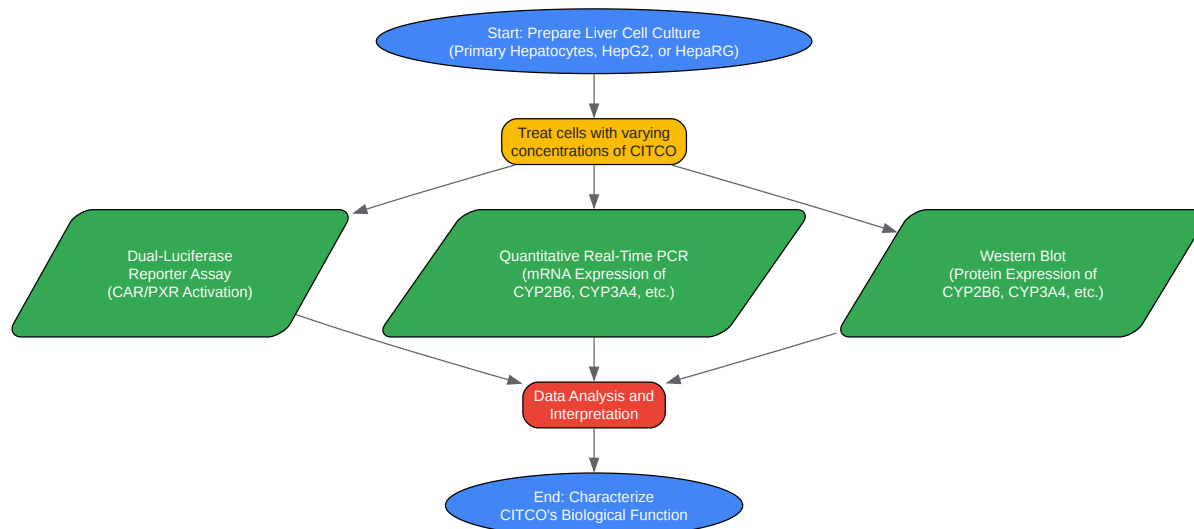 Start: Prepare Liver Cell Culture
(Primary Hepatocytes, HepG2, or HepaRG)
Treat cells with varying
concentrations of CITCO
Dual-Luciferase
Reporter Assay
(CAR/PXR Activation)
Quantitative Real-Time PCR
(mRNA Expression of
CYP2B6, CYP3A4, etc.)
Western Blot
(Protein Expression of
CYP2B6, CYP3A4, etc.)
Data Analysis and
Interpretation
End: Characterize
CITCO's Biological Function